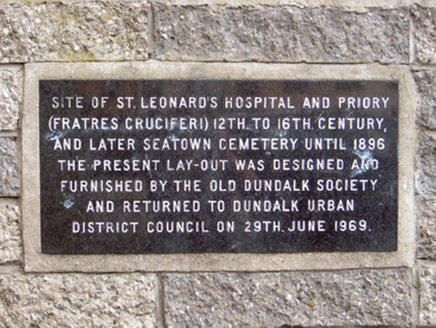 SITE OF ST. LEONARD'S HOSPITAL AND PRIORY
(FRATRES CRUCIFERI) 12TH. TO 16TH. CENTURY,
AND LATER SEATOWN CEMETERY UNTIL 1896
THE PRESENT LAY-OUT WAS DESIGNED AND
FURNISHED BY THE OLD DUNDALK SOCIETY
AND RETURNED TO DUNDALK URBAN
DISTRICT COUNCIL ON 29TH. JUNE 1969.